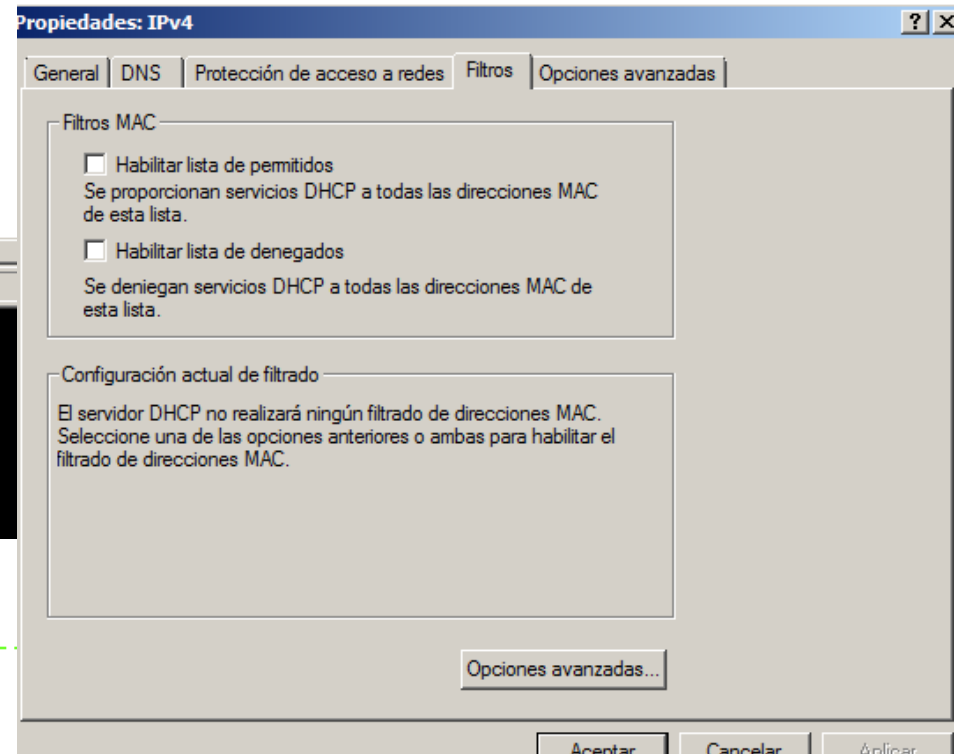 Propiedades: IPv4
General DNS Protección de acceso a redes Filtros Opciones avanzadas
Filtros MAC
Habilitar lista de permitidos
Se proporcionan servicios DHCP a todas las direcciones MAC
de esta lista.
Habilitar lista de denegados
Se deniegan servicios DHCP a todas las direcciones MAC de
esta lista.
Configuración actual de filtrado
El servidor DHCP no realizará ningún filtrado de direcciones MAC.
Seleccione una de las opciones anteriores o ambas para habilitar el
filtrado de direcciones MAC.
Opciones avanzadas...
Aceptar Cancelar Aplicar